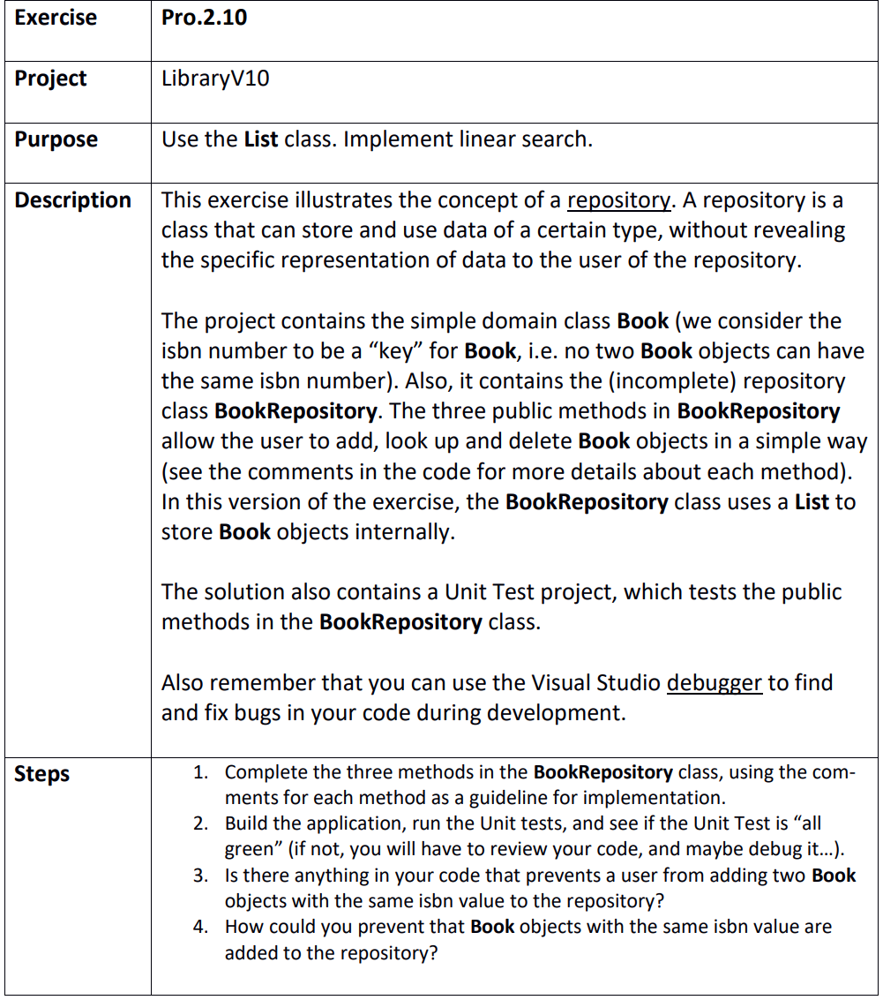 Exercise
Pro.2.10
Project
LibraryV10
Purpose
Use the List class. Implement linear search.
Description
This exercise illustrates the concept of a repository. A repository is a
class that can store and use data of a certain type, without revealing
the specific representation of data to the user of the repository.
The project contains the simple domain class Book (we consider the
isbn number to be a “key” for Book, i.e. no two Book objects can have
the same isbn number). Also, it contains the (incomplete) repository
class BookRepository. The three public methods in BookRepository
allow the user to add, look up and delete Book objects in a simple way
(see the comments in the code for more details about each method).
In this version of the exercise, the BookRepository class uses a List to
store Book objects internally.
The solution also contains a Unit Test project, which tests the public
methods in the BookRepository class.
Also remember that you can use the Visual Studio debugger to find
and fix bugs in your code during development.
Steps
1. Complete the three methods in the BookRepository class, using the com-
ments for each method as a guideline for implementation.
2. Build the application, run the Unit tests, and see if the Unit Test is “all
green” (if not, you will have to review your code, and maybe debug it…).
3. Is there anything in your code that prevents a user from adding two Book
objects with the same isbn value to the repository?
4. How could you prevent that Book objects with the same isbn value are
added to the repository?